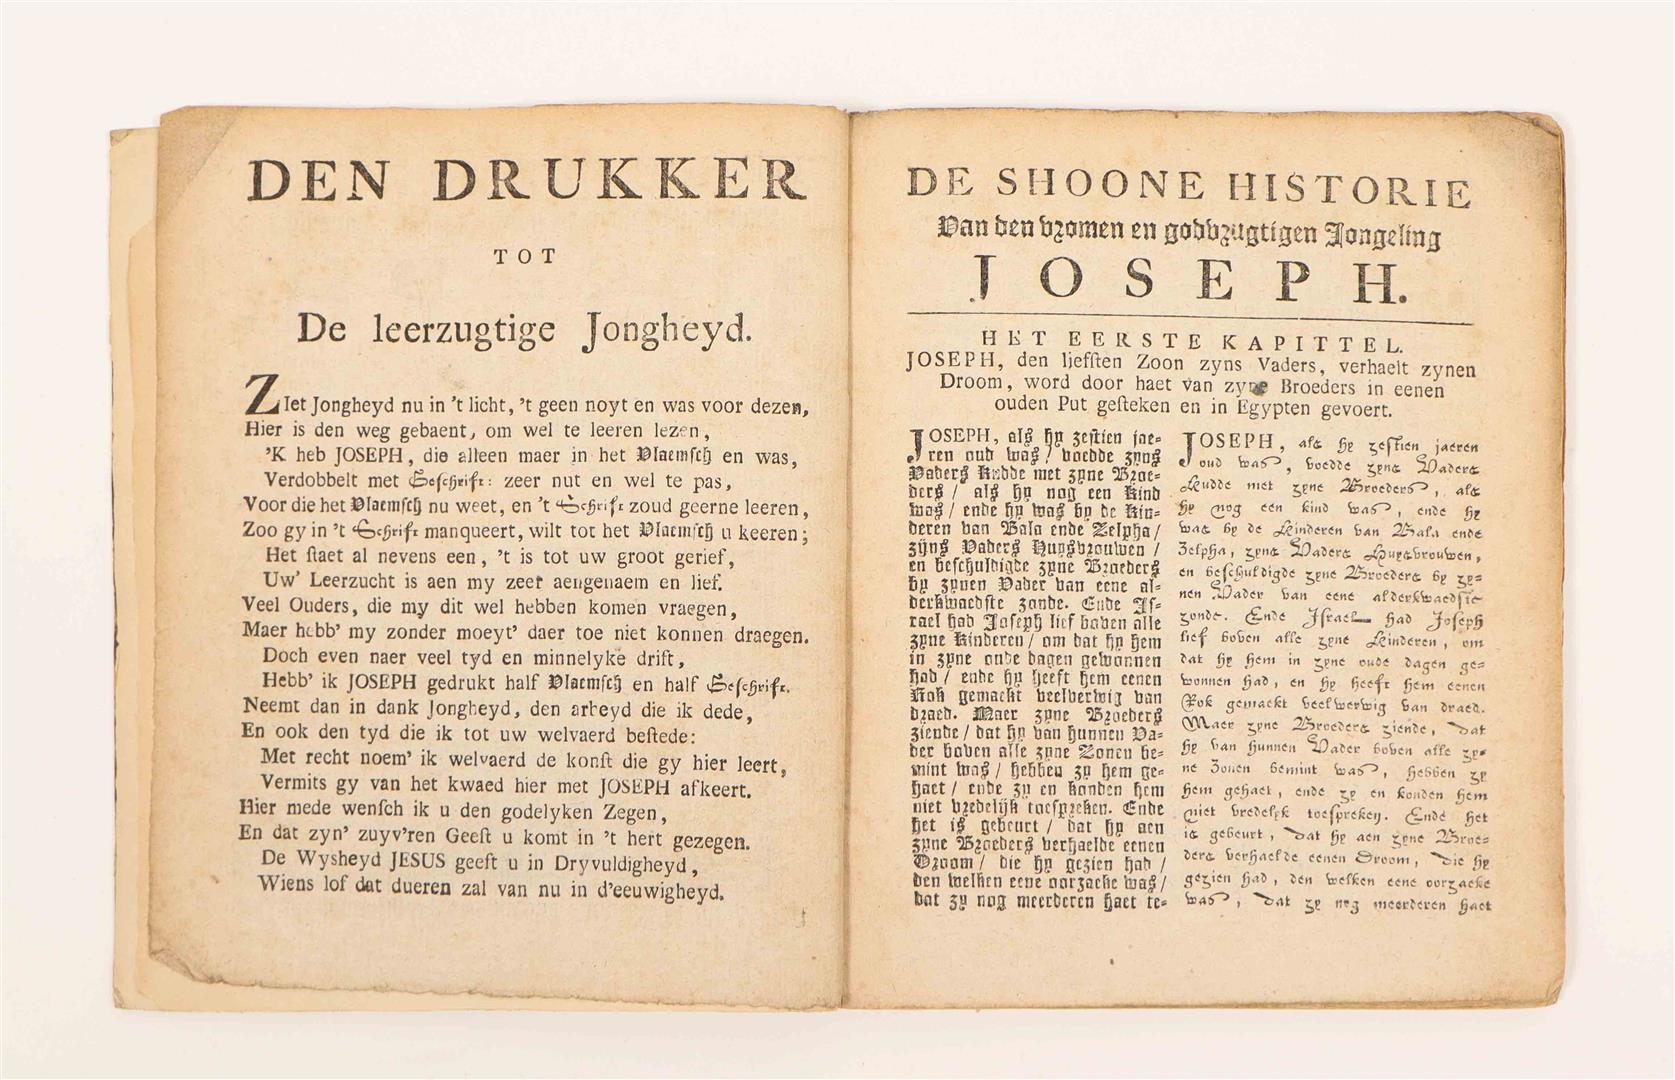 DEN DRUKKER
TOT
De leerzugtige Jongheyd.
ZIet Jongheyd nu in 't licht, 't geen noyt en was voor dezen,
Hier is den weg gebaent, om wel te leeren lezen,
'K heb JOSEPH, die alleen maer in het Vlaemsch en was,
Verdobbelt met Geschrift: zeer nut en wel te pas,
Voor die het Vlaemsch nu weet, en 't Schrift zoud geerne leeren,
Zoo gy in 't Schrift manqueert, wilt tot het Vlaemsch u keeren;
Het staet al nevens een, 't is tot uw groot gerief,
Uw' Leerzucht is aen my zeer aengenaem en lief.
Veel Ouders, die my dit wel hebben komen vraegen,
Maer hebb' my zonder moeyt' daer toe niet konnen draegen.
Doch even naer veel tyd en minnelyke drift,
Hebb' ik JOSEPH gedrukt half Vlaemsch en half Geschrift.
Neemt dan in dank Jongheyd, den arbeyd die ik dede,
En ook den tyd die ik tot uw welvaerd bestede:
Met recht noem' ik welvaerd de konst die gy hier leert,
Vermits gy van het kwaed hier met JOSEPH afkeert.
Hier mede wensch ik u den godelyken Zegen,
En dat zyn' zuyv'ren Geest u komt in 't hert gezegen.
De Wysheyd JESUS geeft u in Dryvuldigheyd,
Wiens lof dat dueren zal van nu in d'eeuwigheyd.
DE SHOONE HISTORIE
Van den vromen en godvrugtigen Jongeling
JOSEPH.
HET EERSTE KAPITTEL.
JOSEPH, den liefsten Zoon zyns Vaders, verhaelt zynen
Droom, word door haet van zyne Broeders in eenen
ouden Put gesteken en in Egypten gevoert.
JOSEPH, als hy zestien jae-
ren oud was / voedde zyns
Vaders Kudde met zyne Broe-
ders / als hy nog een kind
was / ende hy was by de Kin-
deren van Bala ende Zelpha /
zijns Vaders Huysvrouwen /
en beschuldigde zyne Broeders
by zynen Vader van eene al-
derkwaedste zonde. Ende Is-
rael had Joseph lief boven alle
zyne Kinderen / om dat hy hem
in zyne oude dagen gewonnen
had / ende hy heeft hem eenen
Rok gemaekt veelverwig van
draed. Maer zyne Broeders
ziende / dat hy van hunnen Va-
der boven alle zyne Zonen be-
mint was / hebben zy hem ge-
haet / ende zy en konden hem
niet vredelijk toespreken. Ende
het is gebeurt / dat hy aen
zyne Broeders verhaelde eenen
Droom / die hy gezien had /
den welken eene oorzaeke was /
dat zy nog meerderen haet te-
JOSEPH, als hy zestien jaeren
oud was, voedde zyns Vaders
Kudde met zyne Broeders, als
hy nog een kind was, ende hy
was by de Kinderen van Bala ende
Zelpha, zyns Vaders Huysvrouwen,
en beschuldigde zyne Broeders by zy-
nen Vader van eene alderkwaedste
zonde. Ende Israel had Joseph
lief boven alle zyne Kinderen, om
dat hy hem in zyne oude dagen ge-
wonnen had, en hy heeft hem eenen
Rok gemaekt veelwerwig van draed.
Maer zyne Broeders ziende, dat
hy van hunnen Vader boven alle zy-
ne Zonen bemint was, hebben zy
hem gehaet, ende zy en konden hem
niet vredelyk toespreken. Ende het
is gebeurt, dat hy aen zyne Broe-
ders verhaelde eenen Droom, die hy
gezien had, den welken eene oorzaeke
was, dat zy nog meerderen haet